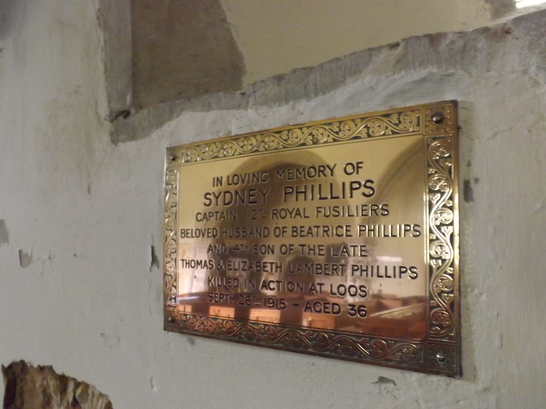 IN LOVING MEMORY OF
SYDNEY PHILLIPS
CAPTAIN 12TH ROYAL FUSILIERS
BELOVED HUSBAND OF BEATRICE PHILLIPS
AND 4TH SON OF THE LATE
THOMAS & ELIZABETH LAMBERT PHILLIPS
KILLED IN ACTION AT LOOS
SEPT. 28TH 1915 – AGED 36